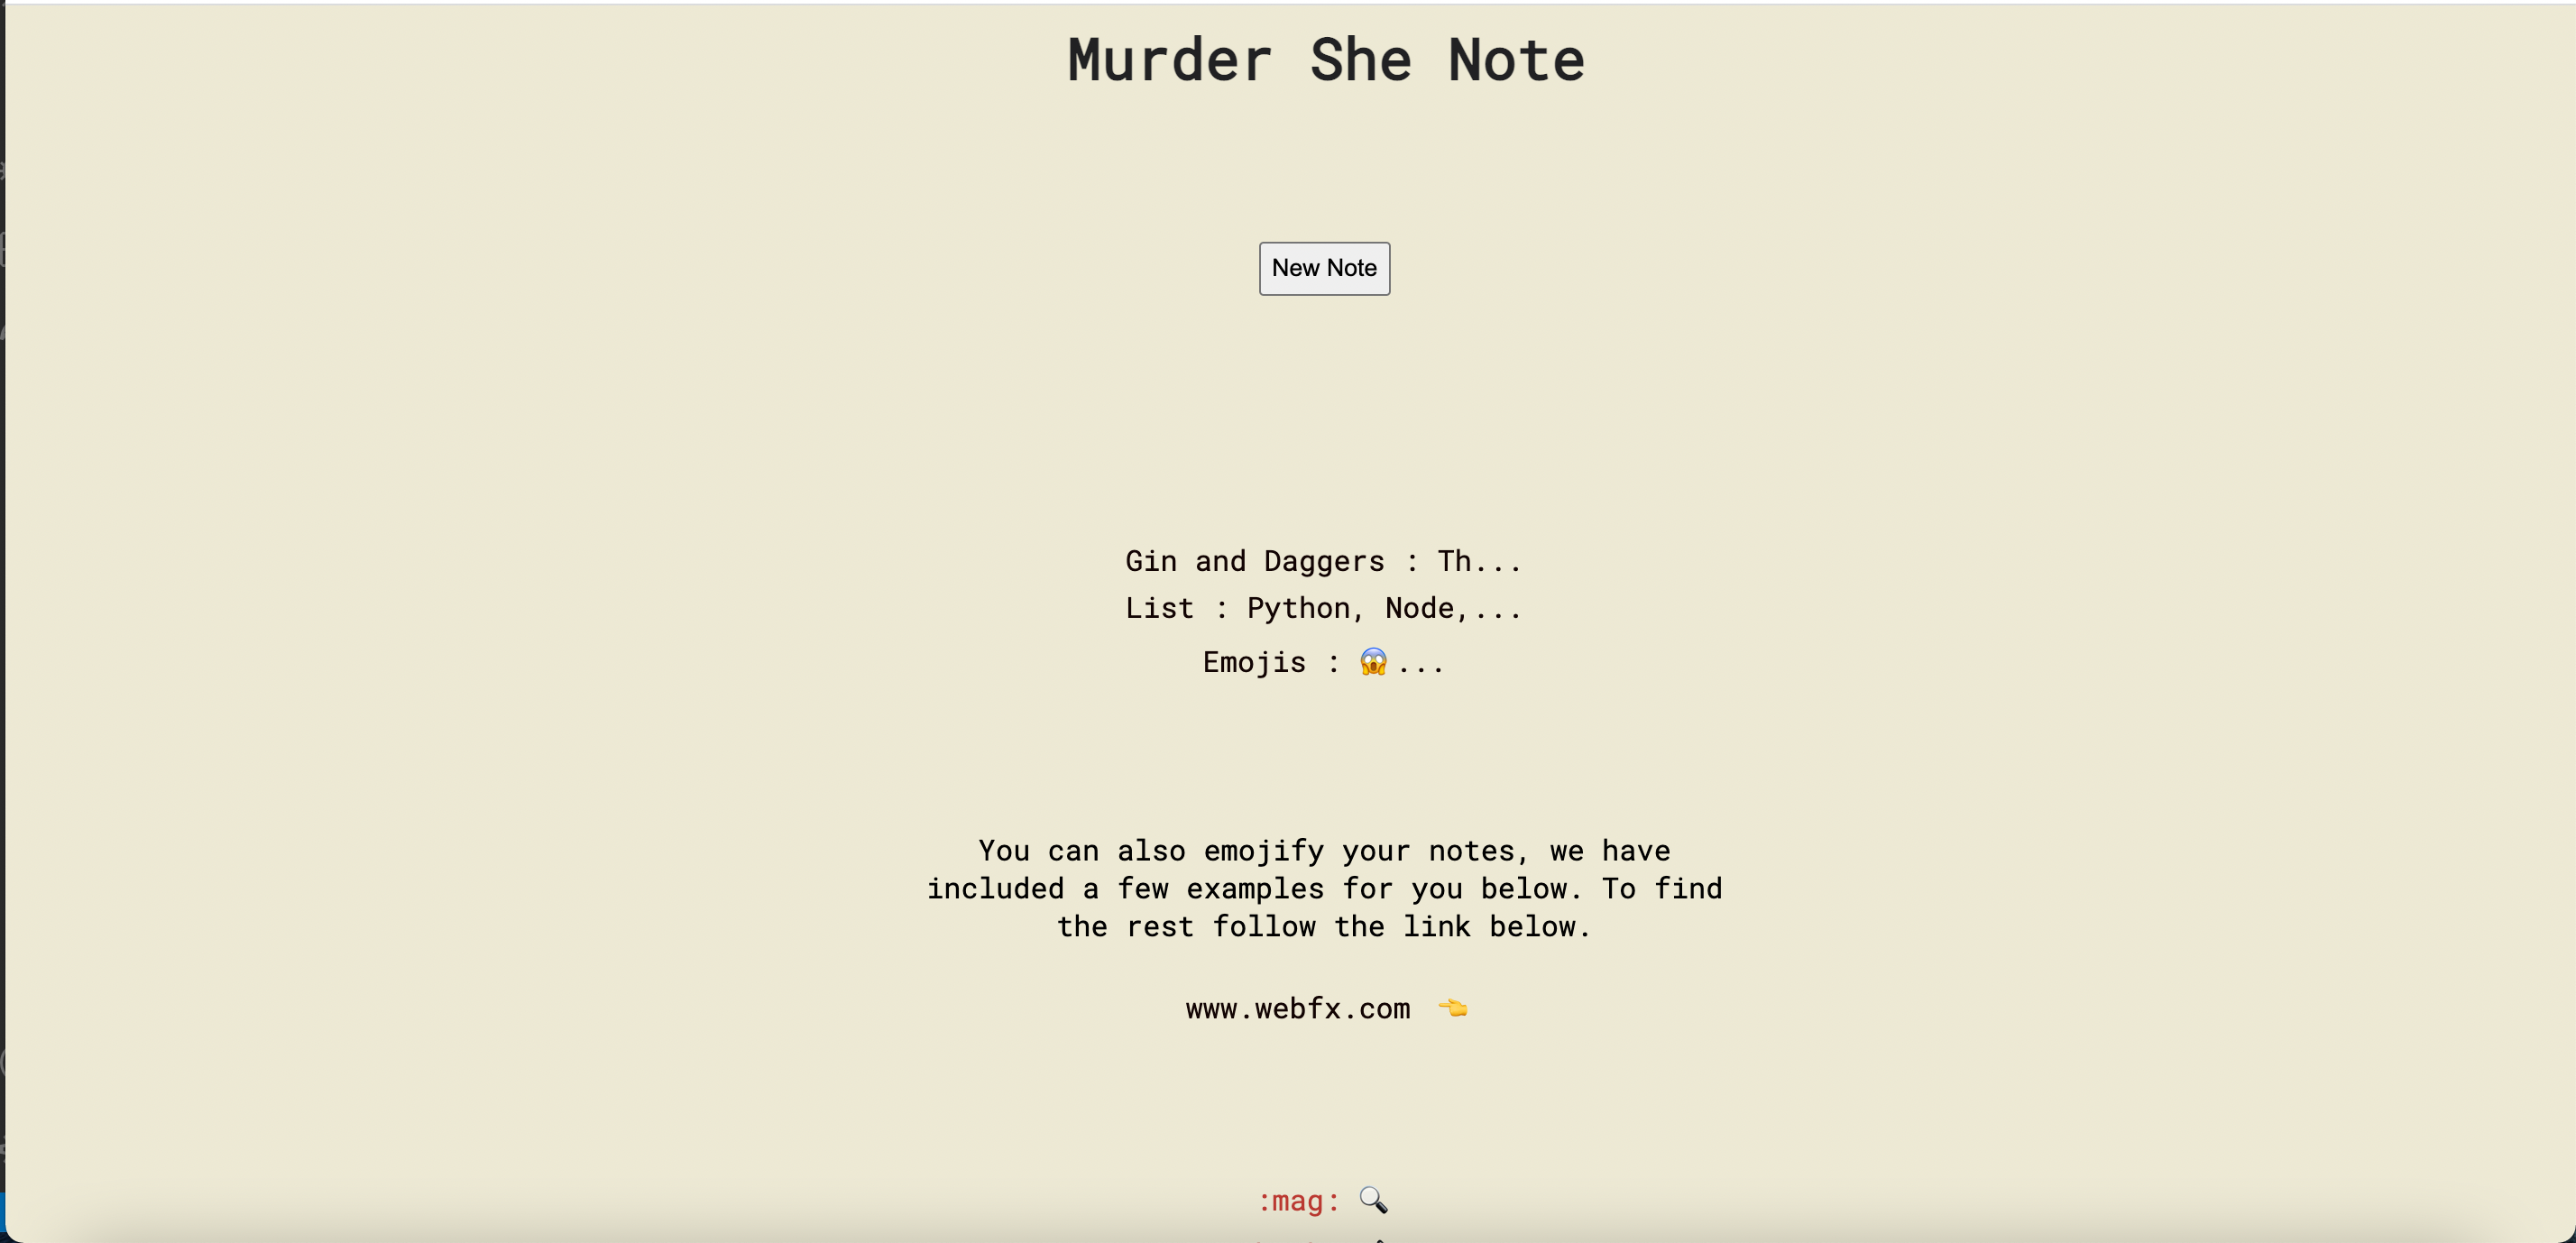 Murder She Note
New Note
Gin and Daggers : Th...
List : Python, Node,...
Emojis : 😱...
You can also emojify your notes, we have
included a few examples for you below. To find
the rest follow the link below.
www.webfx.com 👈
:mag: 🔍